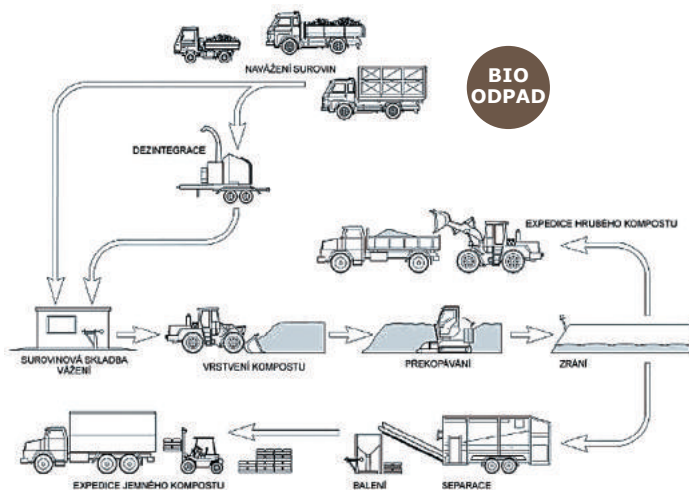 NAVÁŽENÍ SUROVIN
BIO
ODPAD
DEZINTEGRACE
EXPEDICE HRUBÉHO KOMPOSTU
SUROVINOVÁ SKLADBA
VÁŽENÍ
VRSTVENÍ KOMPOSTU
PŘEKOPÁVÁNÍ
ZRÁNÍ
EXPEDICE JEMNÉHO KOMPOSTU
BALENÍ
SEPARACE